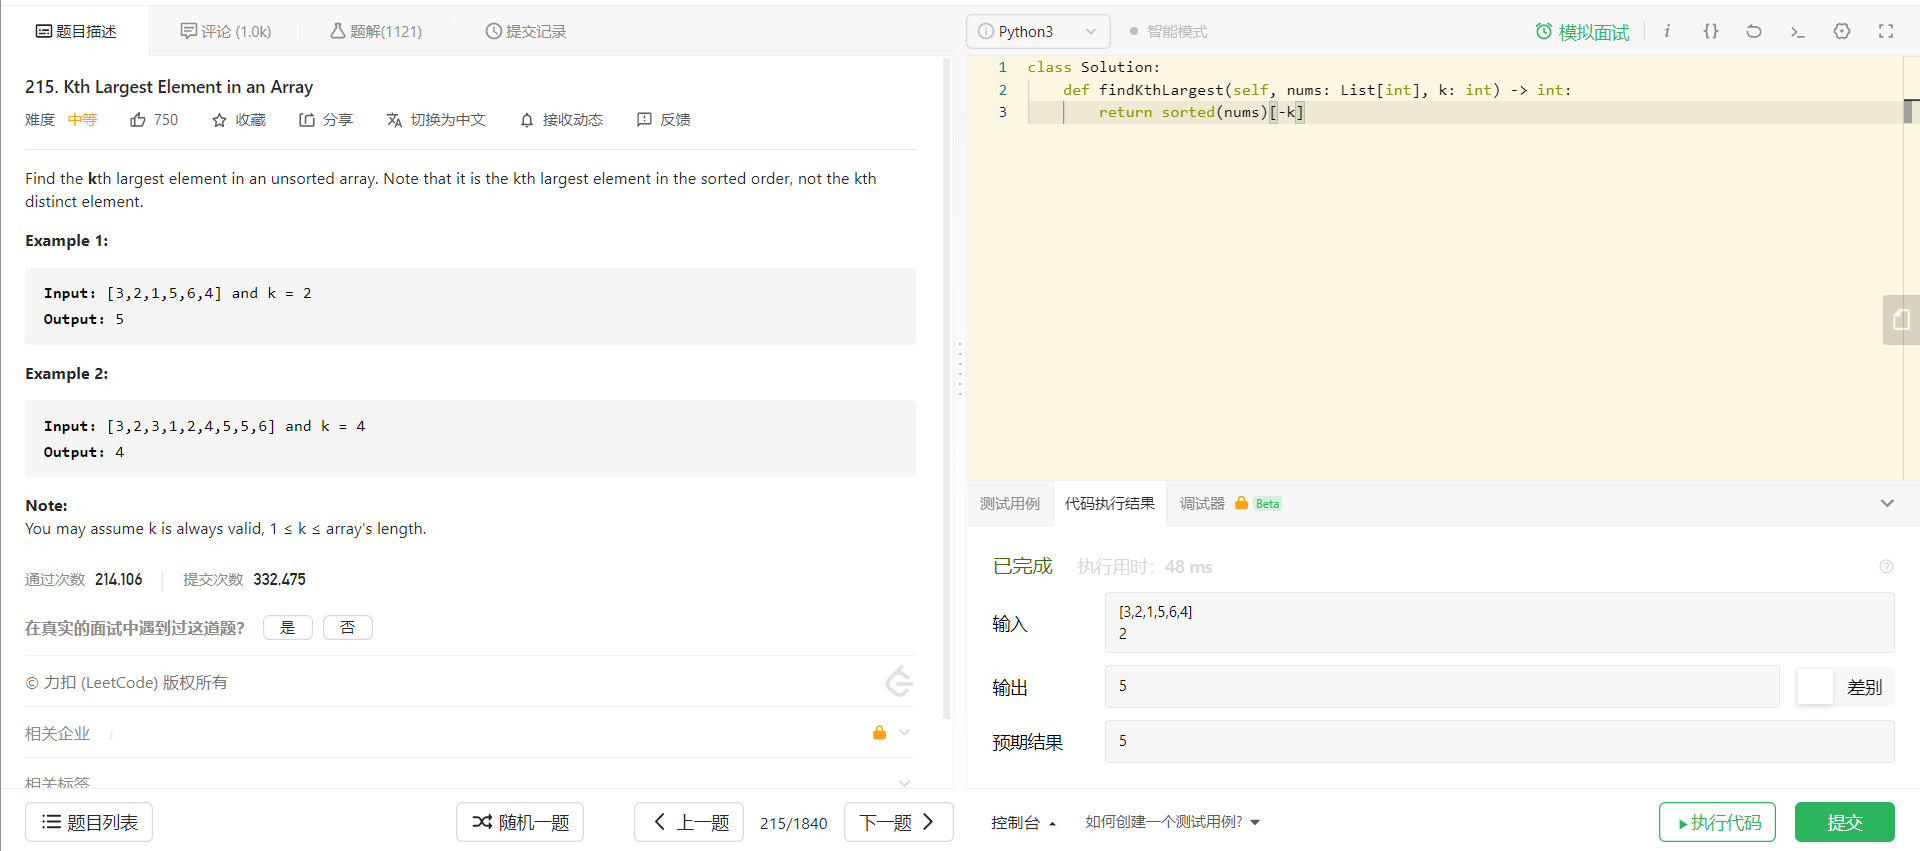 题目描述
评论 (1.0k)
题解(1121)
提交记录
215. Kth Largest Element in an Array
难度 中等 750 收藏 分享 切换为中文 接收动态 反馈
Find the kth largest element in an unsorted array. Note that it is the kth largest element in the sorted order, not the kth
distinct element.
Example 1:
Input: [3,2,1,5,6,4] and k = 2
Output: 5
Example 2:
Input: [3,2,3,1,2,4,5,5,6] and k = 4
Output: 4
Note:
You may assume k is always valid, 1 ≤ k ≤ array's length.
通过次数 214,106 提交次数 332,475
在真实的面试中遇到过这道题? 是 否
© 力扣 (LeetCode) 版权所有
相关企业 i
相关标签
题目列表
随机一题
上一题
215/1840
下一题
Python3
智能模式
模拟面试
i
{}
1 class Solution:
2 def findKthLargest(self, nums: List[int], k: int) -> int:
3 return sorted(nums)[-k]
测试用例
代码执行结果
调试器 Beta
已完成 执行用时: 48 ms
输入
[3,2,1,5,6,4]
2
输出
5
差别
预期结果
5
控制台
如何创建一个测试用例?
执行代码
提交